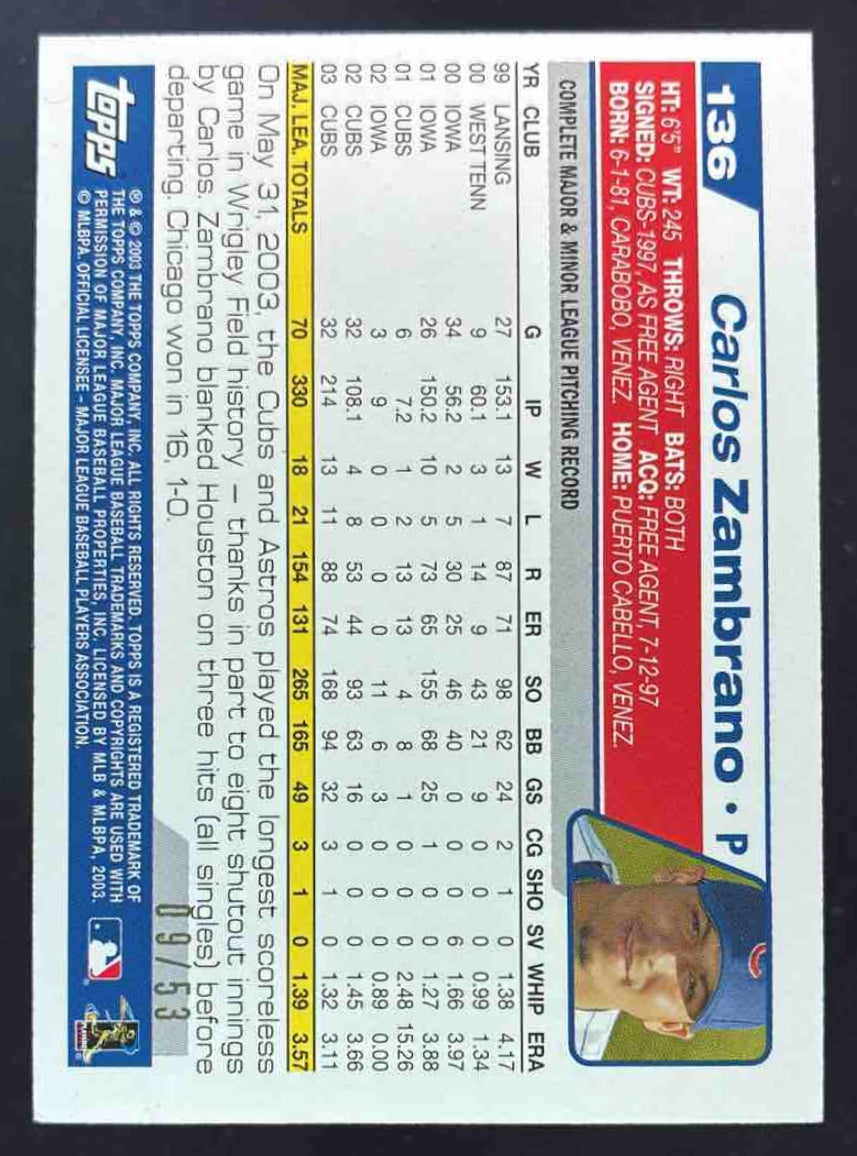 136
Carlos Zambrano • P
HT: 6'5" WT: 245 THROWS: RIGHT BATS: BOTH
SIGNED: CUBS-1997, AS FREE AGENT ACQ: FREE AGENT, 7-12-97
BORN: 6-1-81, CARABOBO, VENEZ. HOME: PUERTO CABELLO, VENEZ.
COMPLETE MAJOR & MINOR LEAGUE PITCHING RECORD
YR CLUB G IP W L R ER SO BB GS CG SHO SV WHIP ERA
99 LANSING 27 153.1 13 7 87 71 98 62 24 2 1 0 1.38 4.17
00 WEST TENN 9 60.1 3 1 14 9 43 21 9 0 0 0 0.99 1.34
00 IOWA 34 56.2 2 5 30 25 46 40 0 0 0 6 1.66 3.97
01 IOWA 26 150.2 10 5 73 65 155 68 25 1 0 0 1.27 3.88
01 CUBS 6 7.2 1 2 13 13 4 8 1 0 0 0 2.48 15.26
02 IOWA 3 9 0 0 0 0 11 6 3 0 0 0 0.89 0.00
02 CUBS 32 108.1 4 8 53 44 93 63 16 0 0 0 1.45 3.66
03 CUBS 32 214 13 11 88 74 168 94 32 3 1 0 1.32 3.11
MAJ. LEA. TOTALS 70 330 18 21 154 131 265 165 49 3 1 0 1.39 3.57
On May 31, 2003, the Cubs and Astros played the longest scoreless
game in Wrigley Field history – thanks in part to eight shutout innings
by Carlos. Zambrano blanked Houston on three hits (all singles) before
departing. Chicago won in 16, 1-0.
09/53
topps
® & © 2003 THE TOPPS COMPANY, INC. ALL RIGHTS RESERVED. TOPPS IS A REGISTERED TRADEMARK OF
THE TOPPS COMPANY, INC. MAJOR LEAGUE BASEBALL TRADEMARKS AND COPYRIGHTS ARE USED WITH
PERMISSION OF MAJOR LEAGUE BASEBALL PROPERTIES, INC. LICENSED BY MLB & MLBPA, 2003.
© MLBPA. OFFICIAL LICENSEE – MAJOR LEAGUE BASEBALL PLAYERS ASSOCIATION.